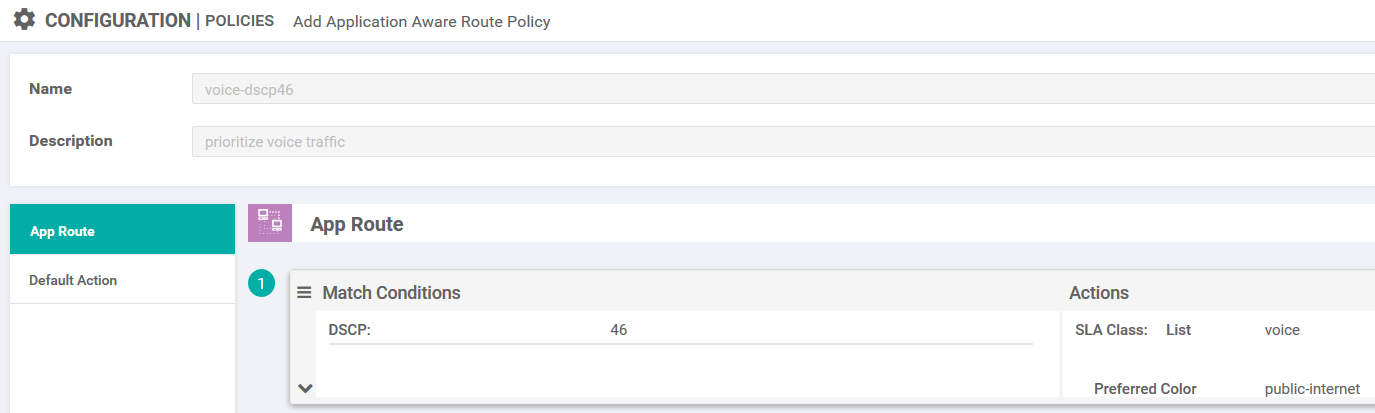 CONFIGURATION | POLICIES Add Application Aware Route Policy
Name voice-dscp46
Description prioritize voice traffic
App Route
Default Action
App Route
1
Match Conditions Actions
DSCP: 46 SLA Class: List voice
Preferred Color public-internet